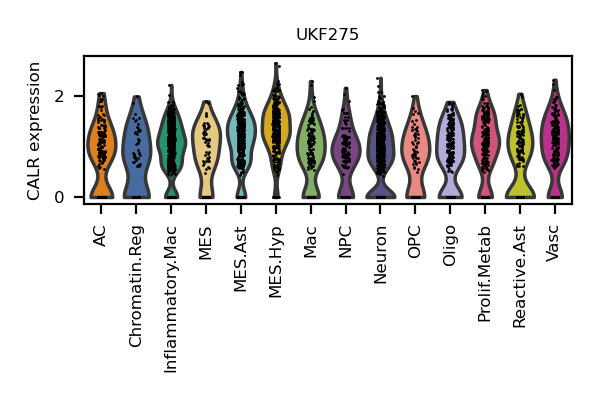 UKF275
CALR expression
2
0
AC
Chromatin.Reg
Inflammatory.Mac
MES
MES.Ast
MES.Hyp
Mac
NPC
Neuron
OPC
Oligo
Prolif.Metab
Reactive.Ast
Vasc